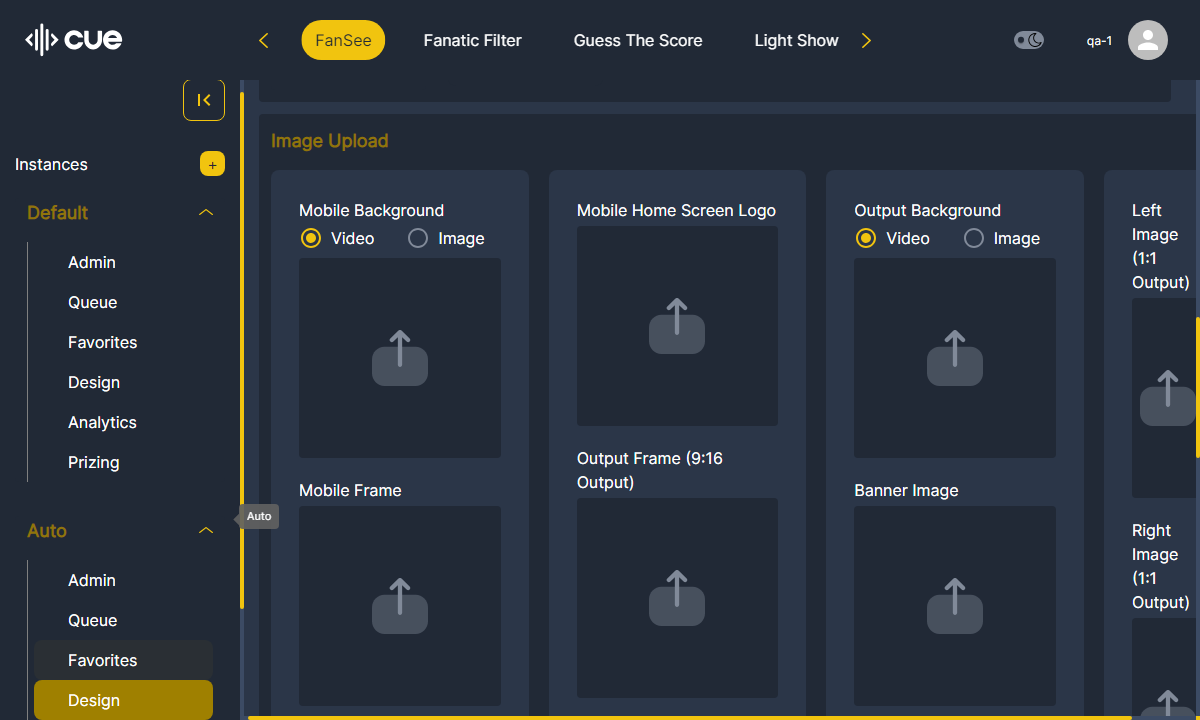 cue
FanSee
Fanatic Filter
Guess The Score
Light Show
qa-1
Instances
+
Default
Admin
Queue
Favorites
Design
Analytics
Prizing
Auto
Auto
Admin
Queue
Favorites
Design
Image Upload
Mobile Background
Video
Image
Mobile Frame
Mobile Home Screen Logo
Output Frame (9:16
Output)
Output Background
Video
Image
Banner Image
Left
Image
(1:1
Output)
Right
Image
(1:1
Output)